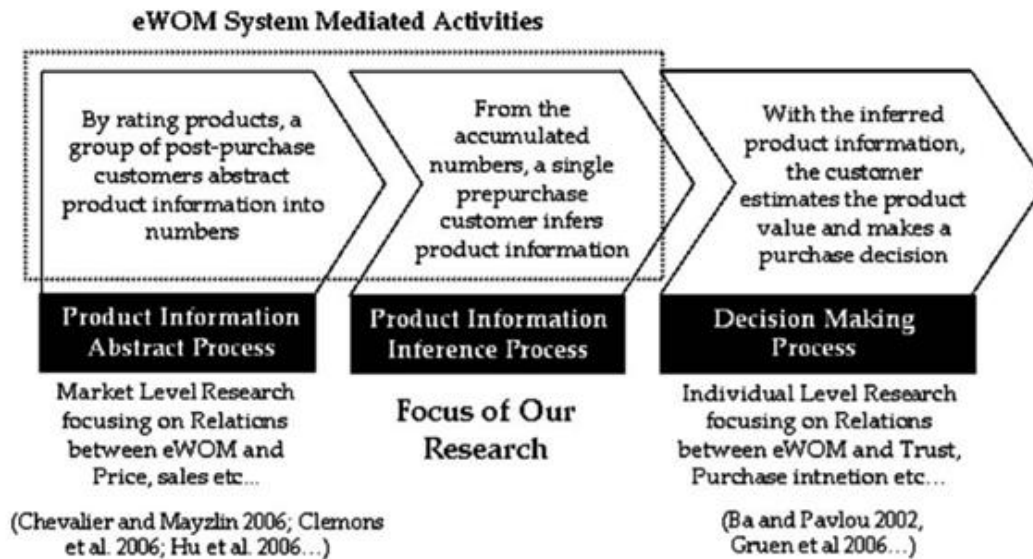 eWOM System Mediated Activities
By rating products, a
group of post-purchase
customers abstract
product information into
numbers
From the
accumulated
numbers, a single
prepurchase
customer infers
product information
With the inferred
product information,
the customer
estimates the product
value and makes a
purchase decision
Product Information
Abstract Process
Product Information
Inference Process
Decision Making
Process
Market Level Research
focusing on Relations
between eWOM and
Price, sales etc...
(Chevalier and Mayzlin 2006; Clemons
et al. 2006; Hu et al. 2006…)
Focus of Our
Research
Individual Level Research
focusing on Relations
between eWOM and Trust,
Purchase intnetion etc…
(Ba and Pavlou 2002,
Gruen et al 2006…)